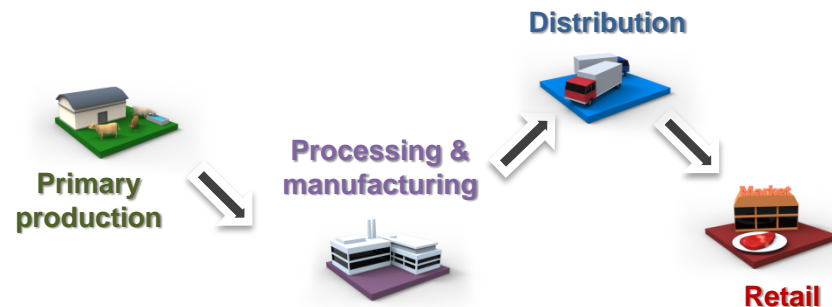 Distribution
Processing &
manufacturing
Primary
production
Market
Retail